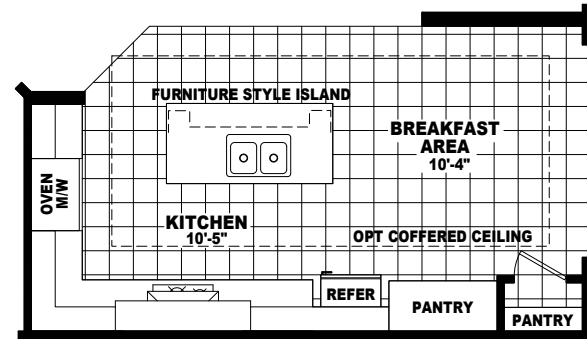 FURNITURE STYLE ISLAND
BREAKFAST
AREA
10'-4"
OVEN
M/W
KITCHEN
10'-5"
OPT COFFERED CEILING
REFER
PANTRY
PANTRY